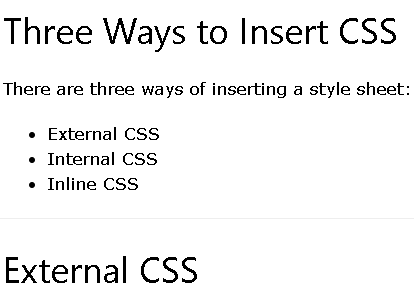 Three Ways to Insert CSS
There are three ways of inserting a style sheet:
External CSS
Internal CSS
Inline CSS
External CSS